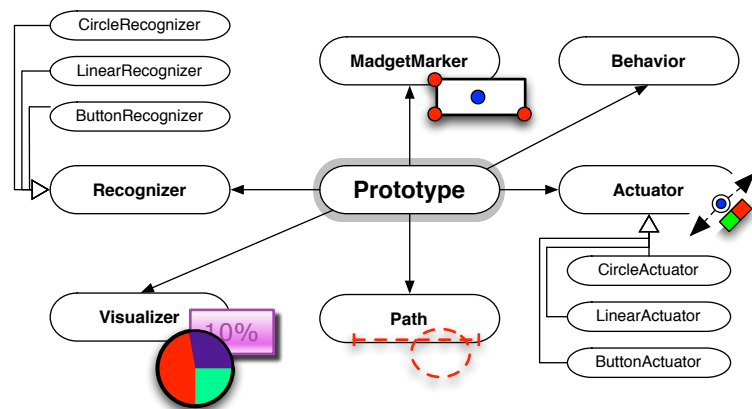 CircleRecognizer
LinearRecognizer
ButtonRecognizer
MadgetMarker
Behavior
Recognizer
Prototype
Actuator
CircleActuator
LinearActuator
ButtonActuator
Visualizer
10%
Path